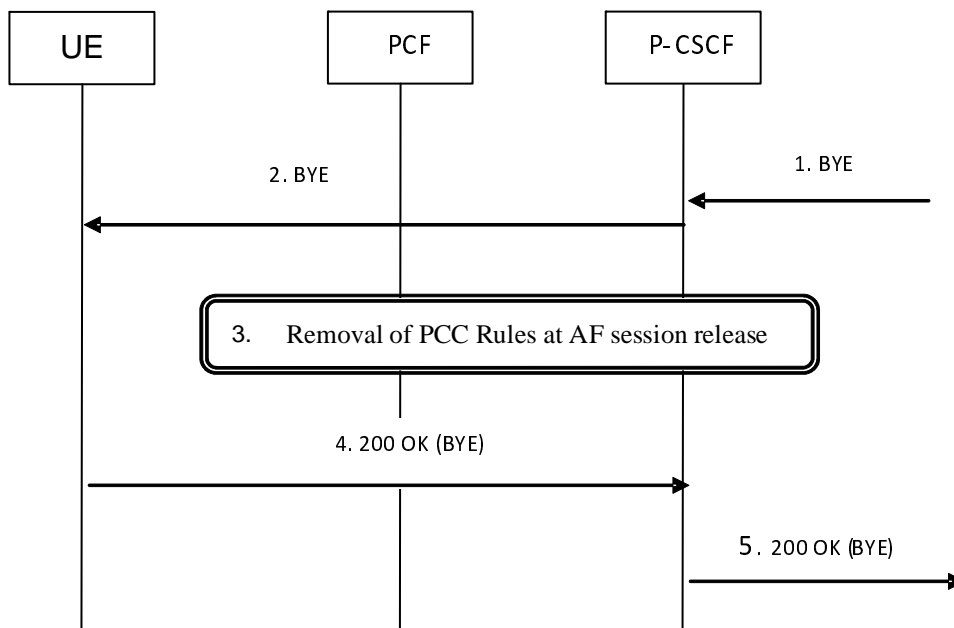 UE
PCF
P-CSCF
1. BYE
2. BYE
3. Removal of PCC Rules at AF session release
4. 200 OK (BYE)
5. 200 OK (BYE)